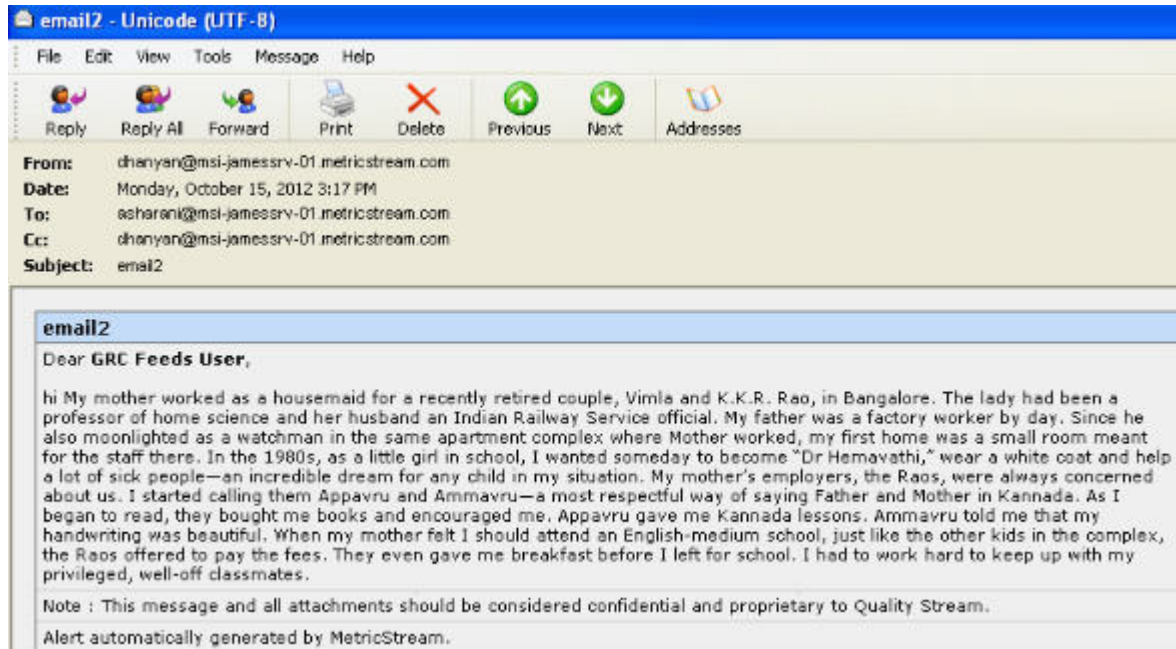 email2 - Unicode (UTF-8)
File Edit View Tools Message Help
Reply Reply All Forward Print Delete Previous Next Addresses
From: dhanyan@msi-jamessrv-01.metricstream.com
Date: Monday, October 15, 2012 3:17 PM
To: asharani@msi-jamessrv-01.metricstream.com
Cc: dhanyan@msi-jamessrv-01.metricstream.com
Subject: email2
email2
Dear GRC Feeds User,
hi My mother worked as a housemaid for a recently retired couple, Vimla and K.K.R. Rao, in Bangalore. The lady had been a
professor of home science and her husband an Indian Railway Service official. My father was a factory worker by day. Since he
also moonlighted as a watchman in the same apartment complex where Mother worked, my first home was a small room meant
for the staff there. In the 1980s, as a little girl in school, I wanted someday to become “Dr Hemavathi,” wear a white coat and help
a lot of sick people—an incredible dream for any child in my situation. My mother's employers, the Raos, were always concerned
about us. I started calling them Appavru and Ammavru—a most respectful way of saying Father and Mother in Kannada. As I
began to read, they bought me books and encouraged me. Appavru gave me Kannada lessons. Ammavru told me that my
handwriting was beautiful. When my mother felt I should attend an English-medium school, just like the other kids in the complex,
the Raos offered to pay the fees. They even gave me breakfast before I left for school. I had to work hard to keep up with my
privileged, well-off classmates.
Note : This message and all attachments should be considered confidential and proprietary to Quality Stream.
Alert automatically generated by MetricStream.